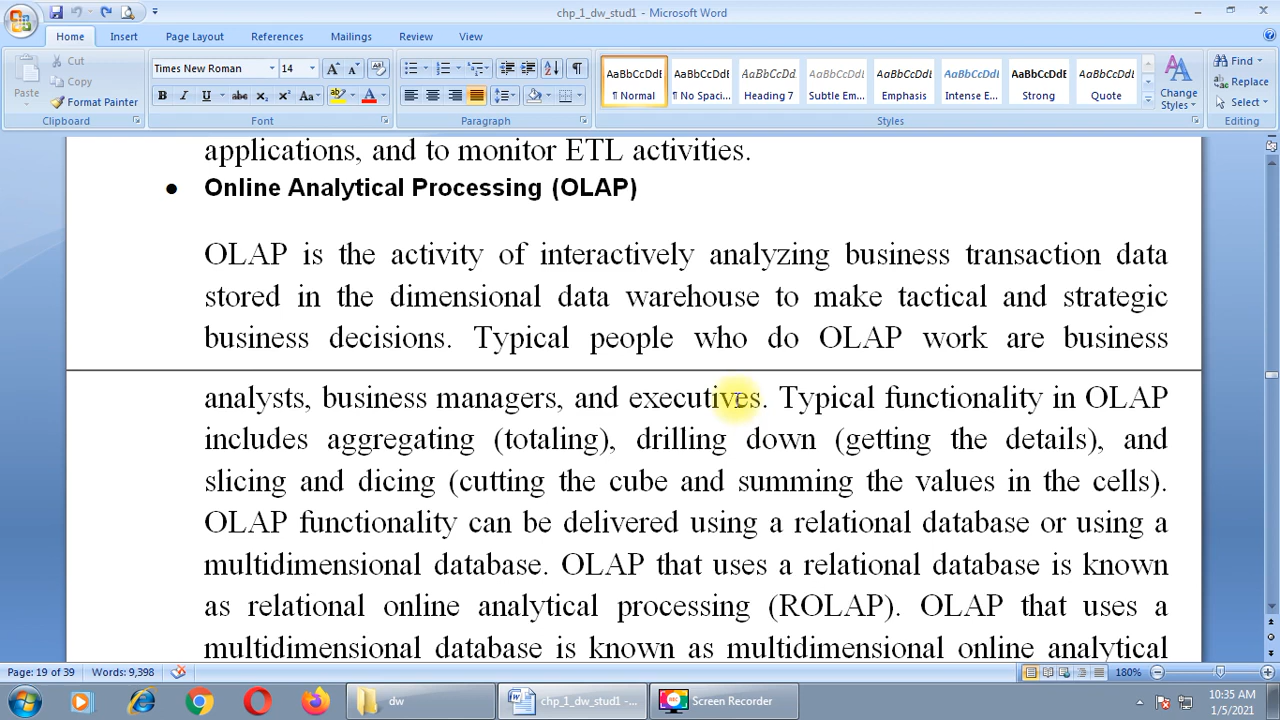 chp_1_dw_stud1 - Microsoft Word
Home Insert Page Layout References Mailings Review View
Paste
Cut
Copy
Format Painter
Clipboard
Times New Roman 14
Font
Paragraph
AaBbCcDdE AaBbCcDdE AaBbCcDd. AaBbCcDdE AaBbCcDdE AaBbCcDdE AaBbCcDdE AaBbCcDdE
¶ Normal ¶ No Spaci... Heading 7 Subtle Em... Emphasis Intense E... Strong Quote
Change Styles
Styles
Find
Replace
Select
Editing
applications, and to monitor ETL activities.
● Online Analytical Processing (OLAP)
OLAP is the activity of interactively analyzing business transaction data
stored in the dimensional data warehouse to make tactical and strategic
business decisions. Typical people who do OLAP work are business
analysts, business managers, and executives. Typical functionality in OLAP
includes aggregating (totaling), drilling down (getting the details), and
slicing and dicing (cutting the cube and summing the values in the cells).
OLAP functionality can be delivered using a relational database or using a
multidimensional database. OLAP that uses a relational database is known
as relational online analytical processing (ROLAP). OLAP that uses a
multidimensional database is known as multidimensional online analytical
Page: 19 of 39 Words: 9,398 180%
dw chp_1_dw_stud1 -... Screen Recorder
10:35 AM
1/5/2021